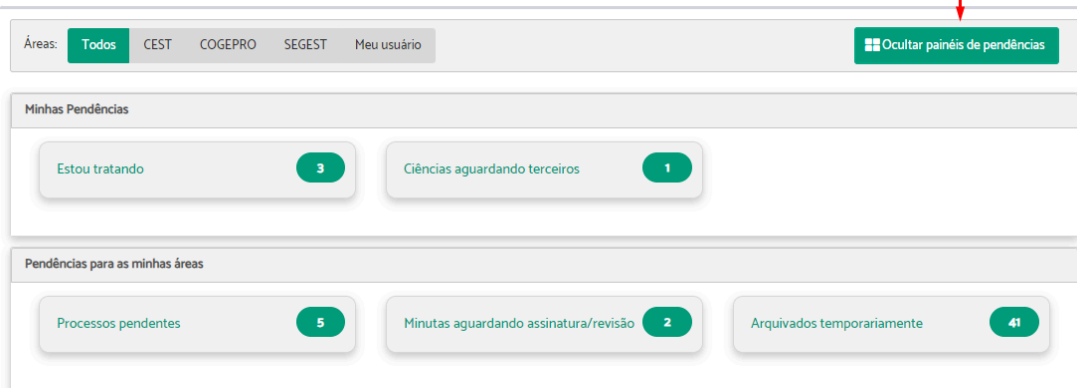 Áreas: Todos CEST COGEPRO SEGEST Meu usuário Ocultar painéis de pendências
Minhas Pendências
Estou tratando 3 Ciências aguardando terceiros 1
Pendências para as minhas áreas
Processos pendentes 5 Minutas aguardando assinatura/revisão 2 Arquivados temporariamente 41